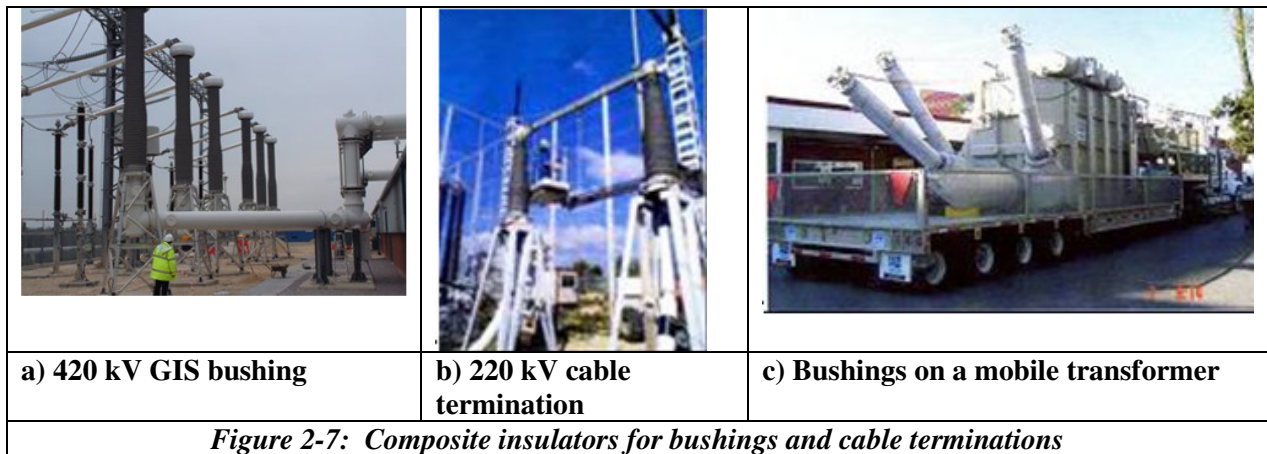 a) 420 kV GIS bushing
b) 220 kV cable
termination
c) Bushings on a mobile transformer
Figure 2-7: Composite insulators for bushings and cable terminations